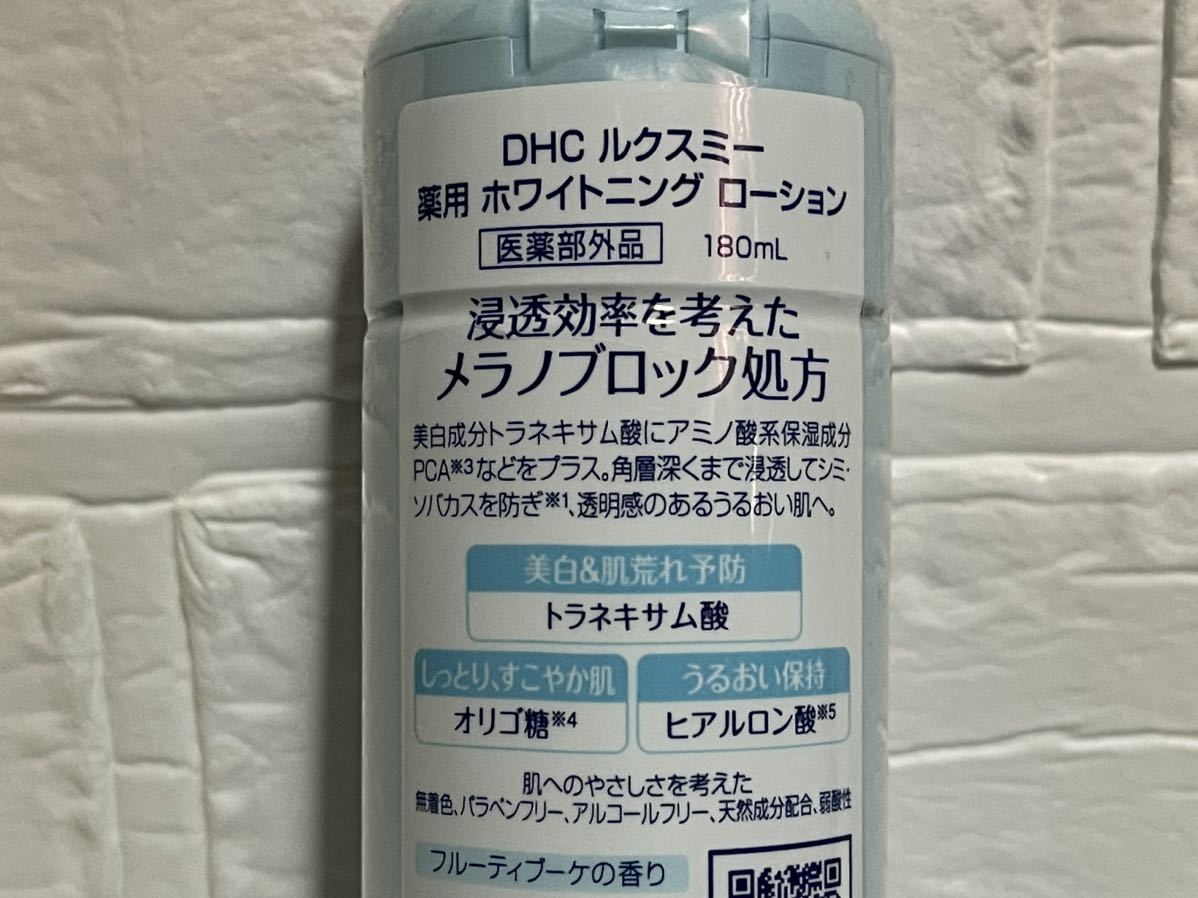 DHC ルクスミー
薬用 ホワイトニング ローション
医薬部外品 180mL
浸透効率を考えた
メラノブロック処方
美白成分トラネキサム酸にアミノ酸系保湿成分
PCA※3などをプラス。角層深くまで浸透してシミ・
ソバカスを防ぎ※1、透明感のあるうるおい肌へ。
美白&肌荒れ予防
トラネキサム酸
しっとり、すこやか肌
オリゴ糖※4
うるおい保持
ヒアルロン酸※5
肌へのやさしさを考えた
無着色、パラベンフリー、アルコールフリー、天然成分配合、弱酸性
フルーティブーケの香り